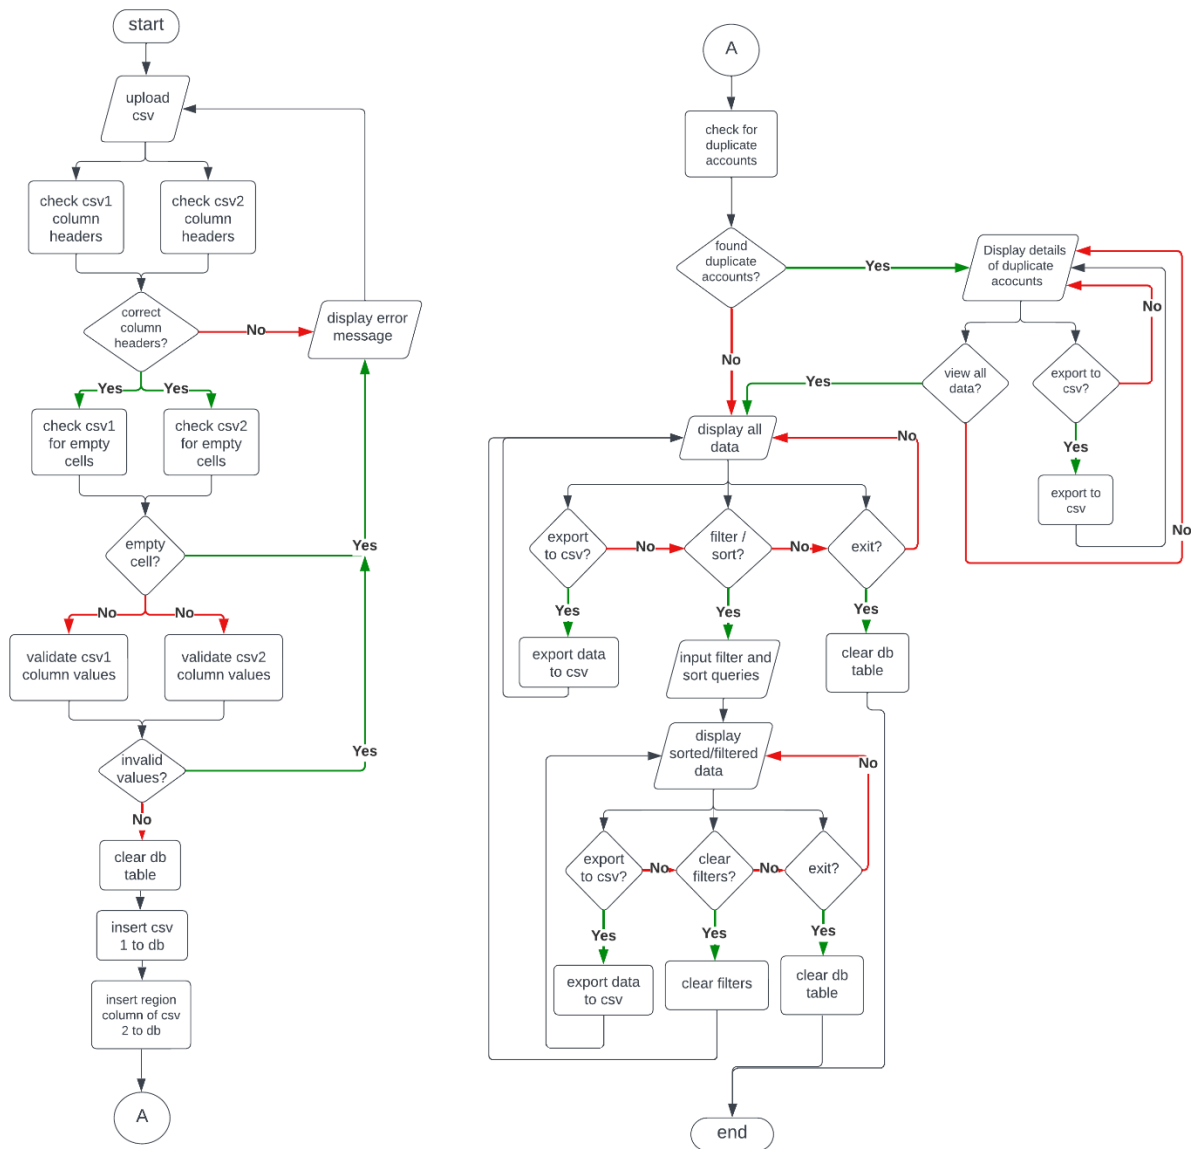 start
upload
csv
check csv1
column
headers
check csv2
column
headers
correct
column
headers?
No
display error
message
Yes
Yes
check csv1
for empty
cells
check csv2
for empty
cells
empty
cell?
Yes
No
No
validate csv1
column values
validate csv2
column values
invalid
values?
Yes
No
clear db
table
insert csv
1 to db
insert region
column of csv
2 to db
A
A
check for
duplicate
accounts
found
duplicate
accounts?
Yes
Display details
of duplicate
acocunts
No
No
view all
data?
export to
csv?
Yes
Yes
export to
csv
No
display all
data
No
export
to csv?
No
filter /
sort?
No
exit?
Yes
Yes
Yes
export data
to csv
input filter and
sort queries
clear db
table
display
sorted/filtered
data
No
export
to csv?
No
clear
filters?
No
exit?
Yes
Yes
Yes
export data
to csv
clear filters
clear db
table
end